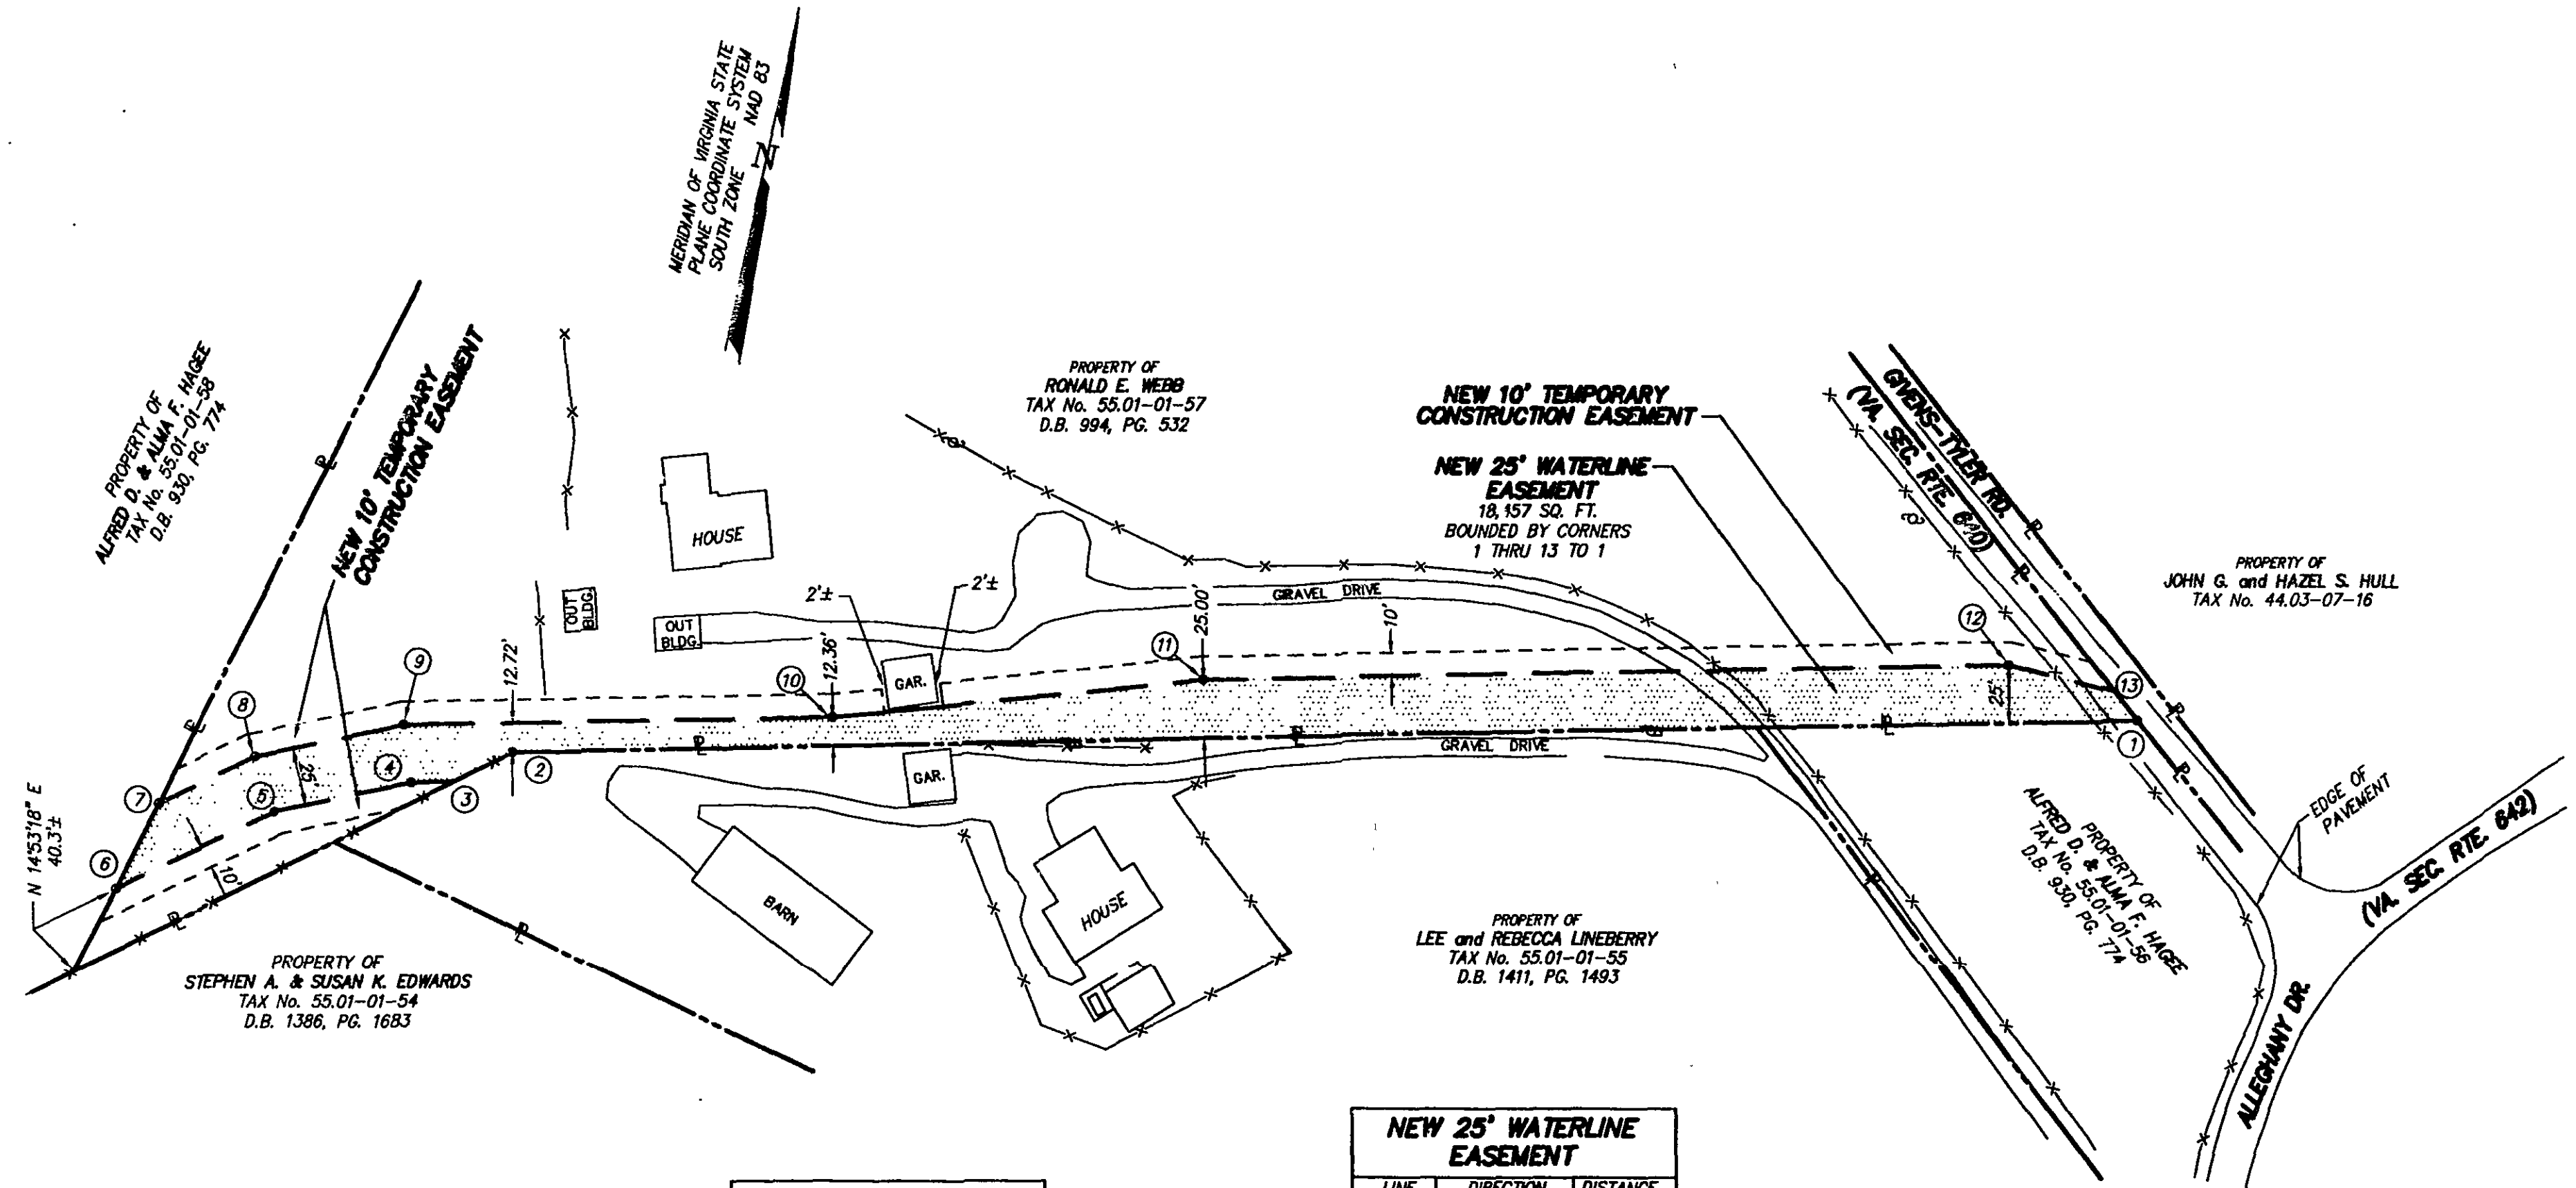 MERIDIAN OF VIRGINIA STATE
PLANE COORDINATE SYSTEM
SOUTH ZONE NAD 83
N
PROPERTY OF
ALFRED D. & ALMA F. HAGEE
TAX No. 55.01-01-58
D.B. 930, PG. 774
NEW 10' TEMPORARY
CONSTRUCTION EASEMENT
PROPERTY OF
RONALD E. WEBB
TAX No. 55.01-01-57
D.B. 994, PG. 532
NEW 10' TEMPORARY
CONSTRUCTION EASEMENT
NEW 25' WATERLINE
EASEMENT
18,157 SQ. FT.
BOUNDED BY CORNERS
1 THRU 13 TO 1
GIVENS-TYLER RD.
(VA. SEC. RTE. 640)
PROPERTY OF
JOHN G. and HAZEL S. HULL
TAX No. 44.03-07-16
HOUSE
OUT
BLDG.
OUT
BLDG.
2'±
2'±
GAR.
GRAVEL DRIVE
25.00'
10'
12.72'
12.36'
25'
25'
10'
1
2
3
4
5
6
7
8
9
10
11
12
13
GAR.
GRAVEL DRIVE
N 14°53'18" E
40.3'±
BARN
HOUSE
PROPERTY OF
STEPHEN A. & SUSAN K. EDWARDS
TAX No. 55.01-01-54
D.B. 1386, PG. 1683
PROPERTY OF
LEE and REBECCA LINEBERRY
TAX No. 55.01-01-55
D.B. 1411, PG. 1493
PROPERTY OF
ALFRED D. & ALMA F. HAGEE
TAX No. 55.01-01-56
D.B. 930, PG. 774
EDGE OF
PAVEMENT
ALLEGHANY DR.
(VA. SEC. RTE. 642)
NEW 25' WATERLINE
EASEMENT
LINE DIRECTION DISTANCE